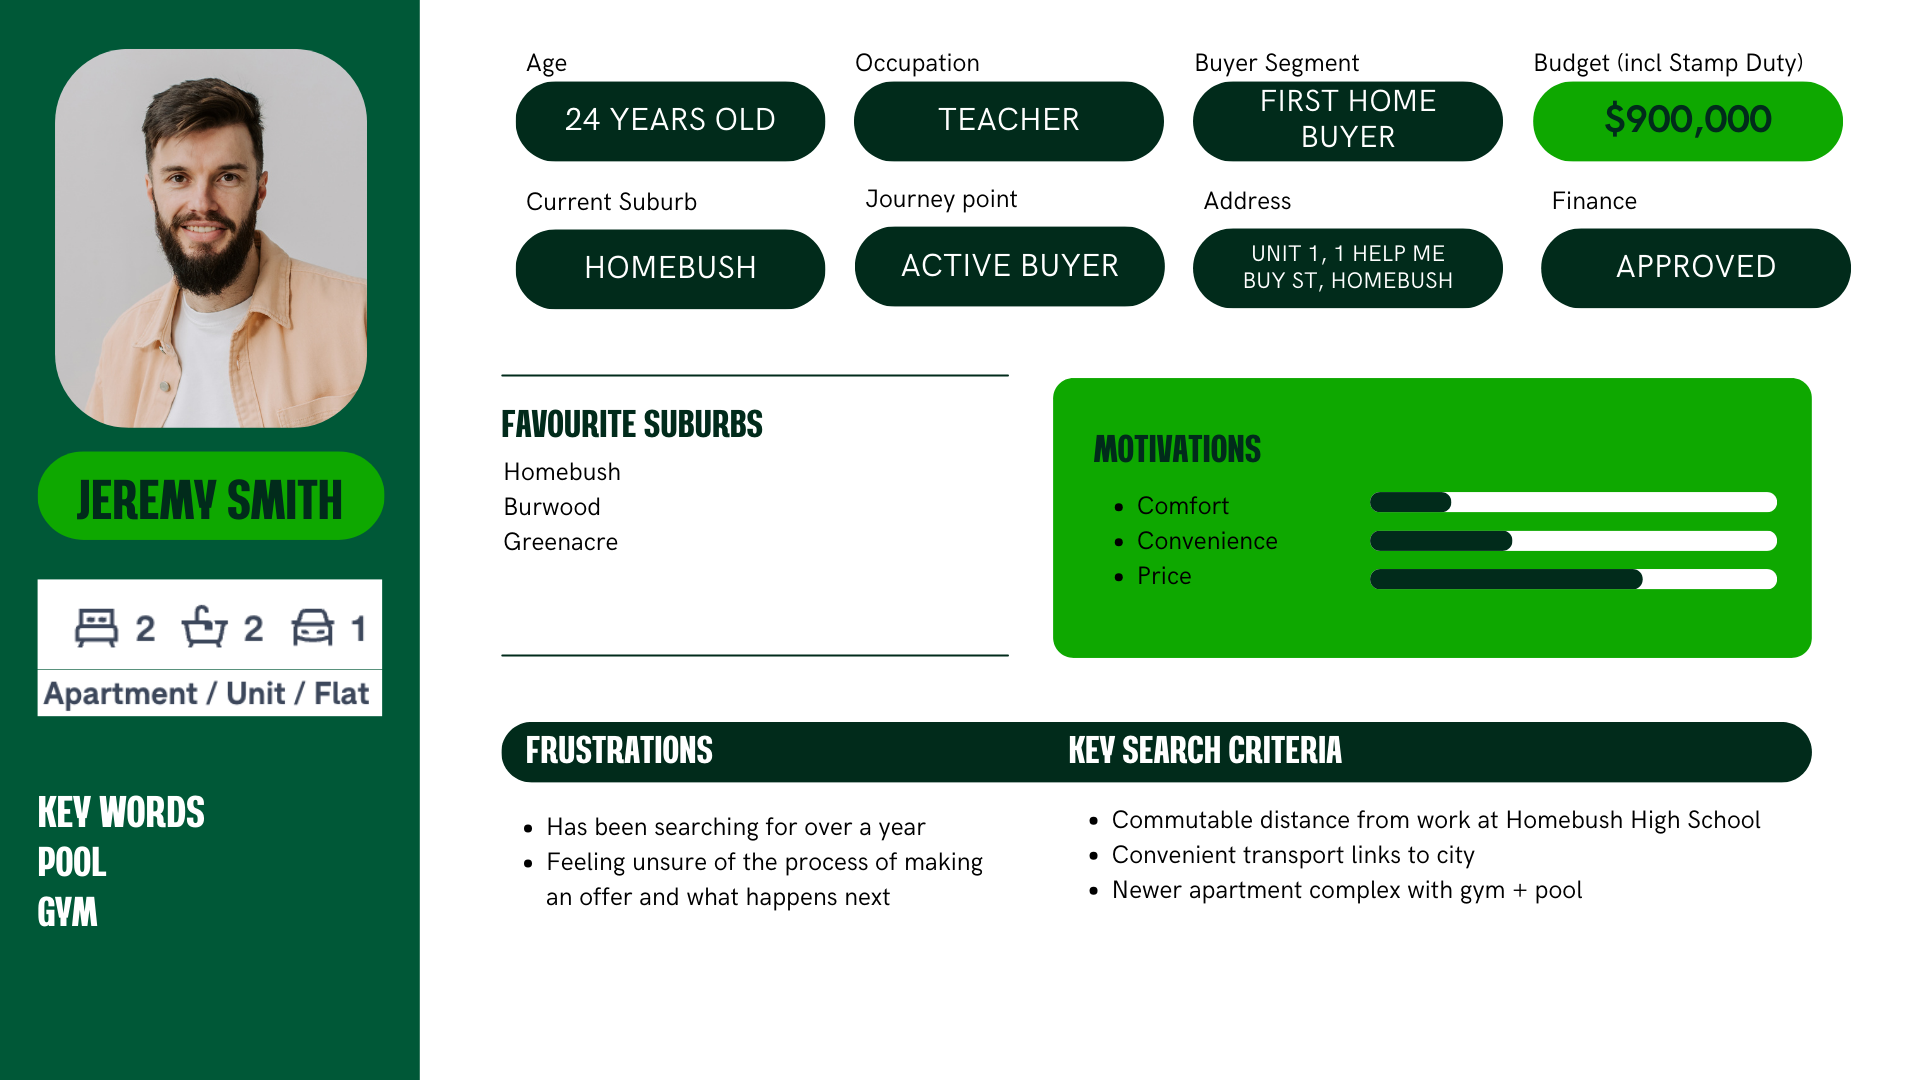 JEREMY SMITH
2 2 1
Apartment / Unit / Flat
KEY WORDS
POOL
GYM
Age
24 YEARS OLD
Occupation
TEACHER
Buyer Segment
FIRST HOME
BUYER
Budget (incl Stamp Duty)
$900,000
Current Suburb
HOMEBUSH
Journey point
ACTIVE BUYER
Address
UNIT 1, 1 HELP ME
BUY ST, HOMEBUSH
Finance
APPROVED
FAVOURITE SUBURBS
Homebush
Burwood
Greenacre
MOTIVATIONS
• Comfort
• Convenience
• Price
FRUSTRATIONS
• Has been searching for over a year
• Feeling unsure of the process of making
an offer and what happens next
KEY SEARCH CRITERIA
• Commutable distance from work at Homebush High School
• Convenient transport links to city
• Newer apartment complex with gym + pool